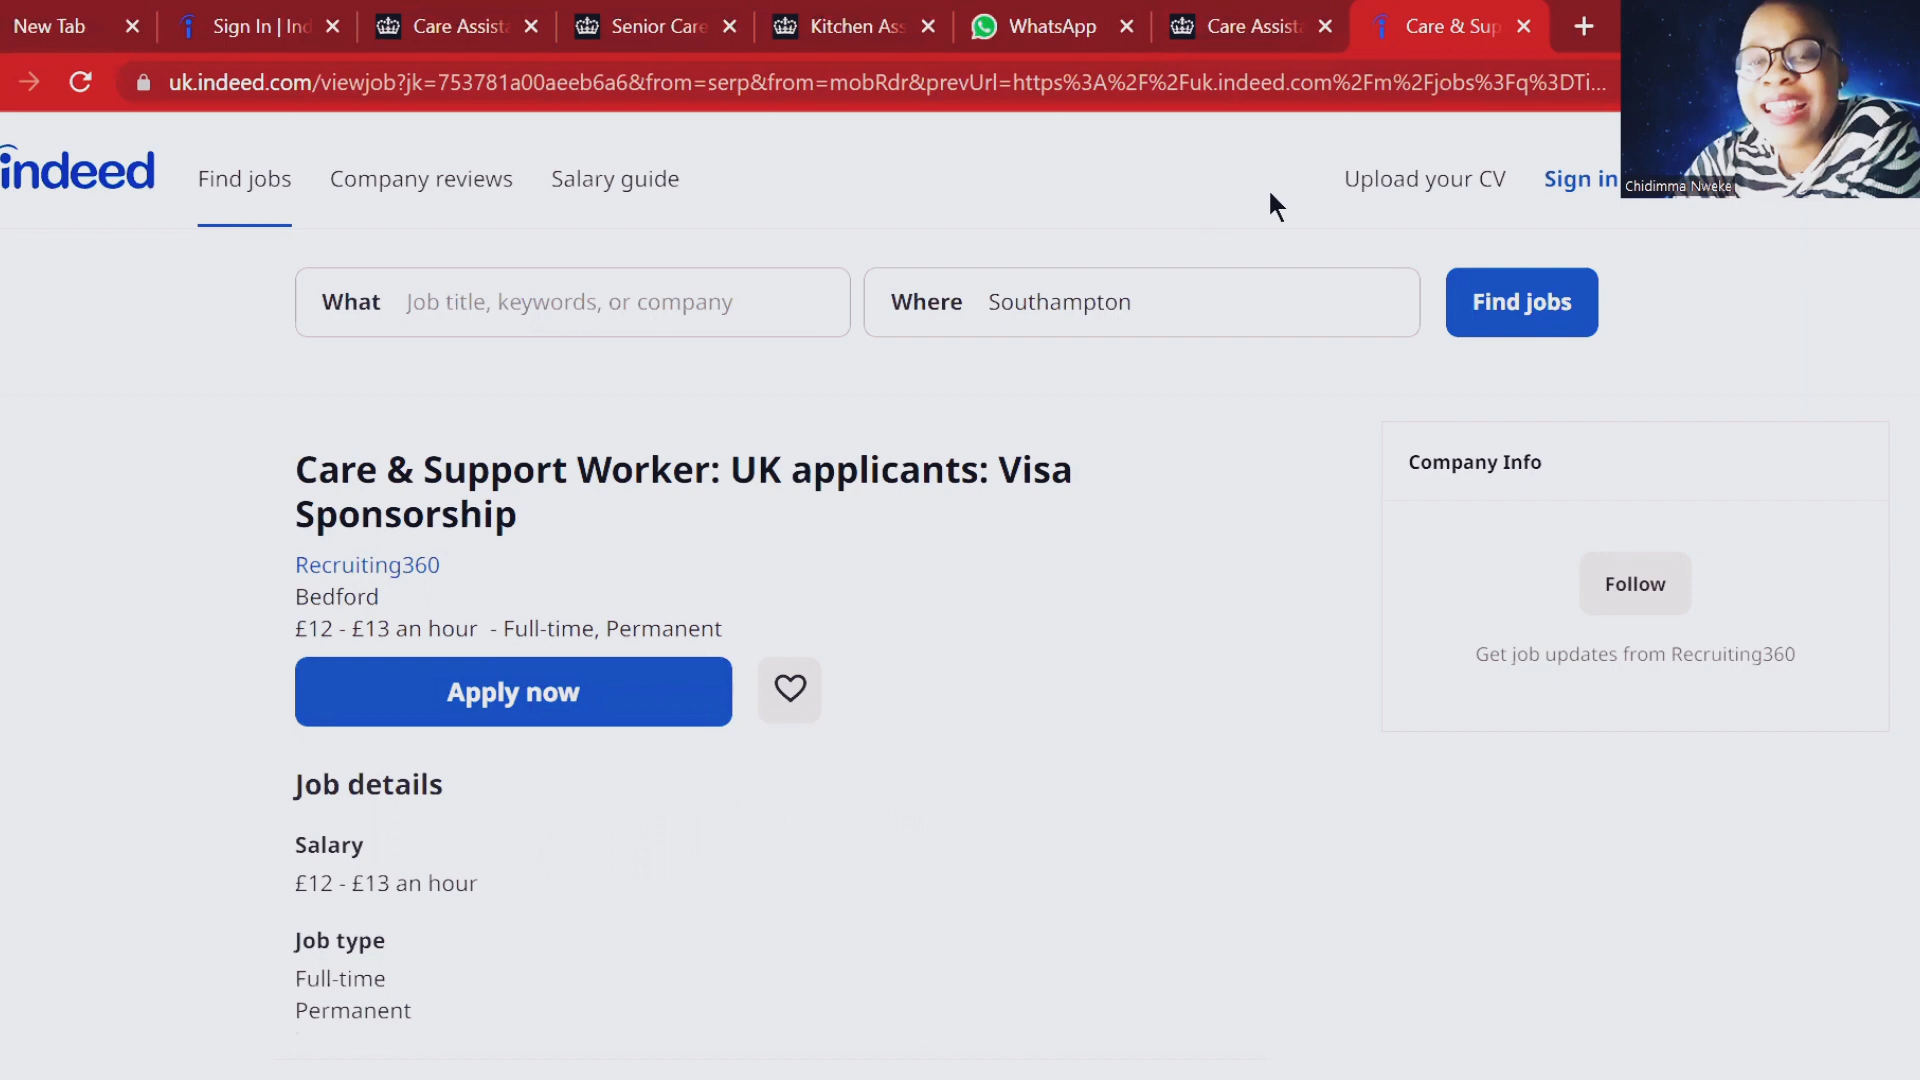 New Tab
Sign In | Ind
Care Assista
Senior Care
Kitchen Ass
WhatsApp
Care Assista
Care & Sup
uk.indeed.com/viewjob?jk=753781a00aeeb6a6&from=serp&from=mobRdr&prevUrl=https%3A%2F%2Fuk.indeed.com%2Fm%2Fjobs%3Fq%3DTi...
Chidimma Nweke
indeed
Find jobs
Company reviews
Salary guide
Upload your CV
Sign in
What Job title, keywords, or company
Where Southampton
Find jobs
Care & Support Worker: UK applicants: Visa
Sponsorship
Recruiting360
Bedford
£12 - £13 an hour - Full-time, Permanent
Apply now
Company Info
Follow
Get job updates from Recruiting360
Job details
Salary
£12 - £13 an hour
Job type
Full-time
Permanent